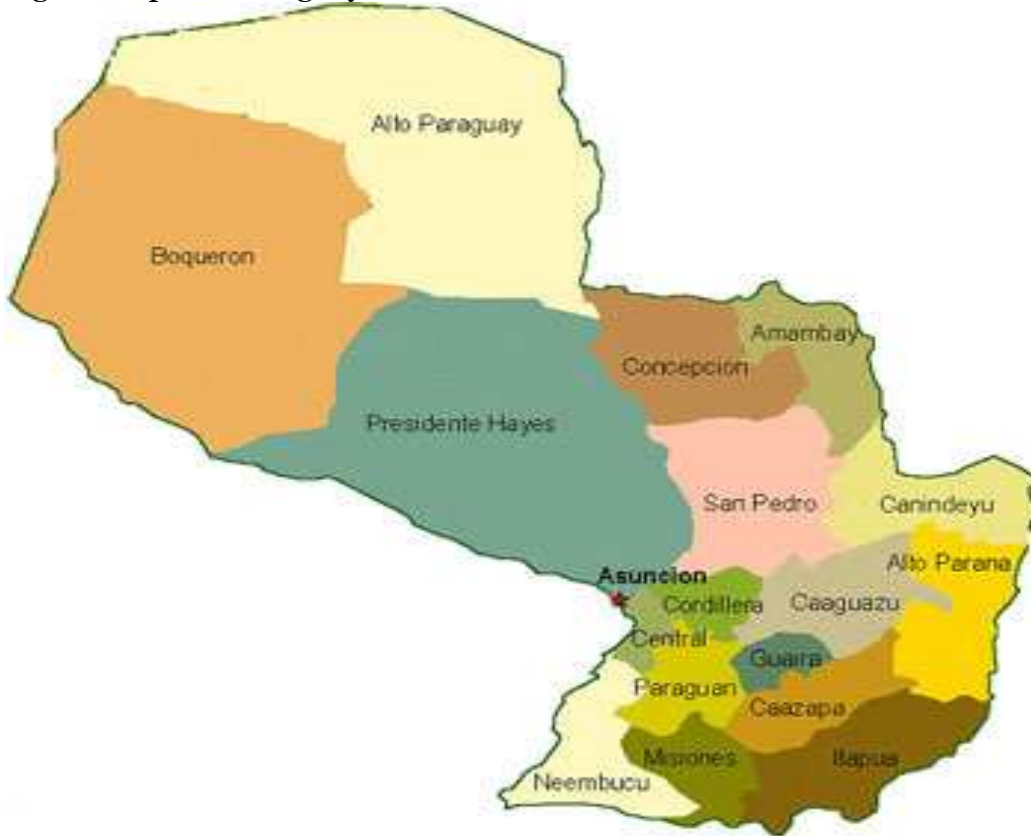 Alto Paraguay
Boqueron
Amambay
Concepcion
Presidente Hayes
San Pedro
Canindeyu
Alto Parana
Asuncion
Cordillera
Caaguazu
Central
Guaira
Paraguari
Caazapa
Misiones
Itapua
Neembucu